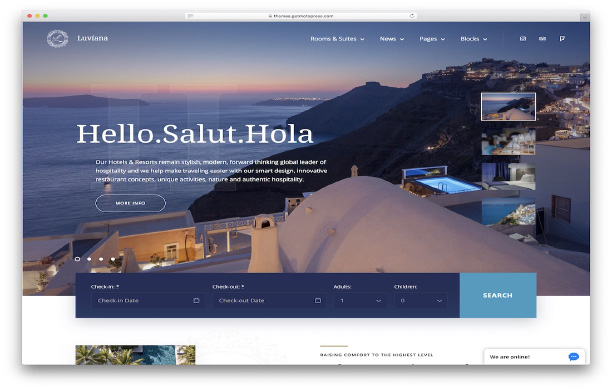 themes.getmotopress.com
Luviana
Rooms & Suites
News
Pages
Blocks
Hello.Salut.Hola
Our Hotels & Resorts remain stylish, modern, forward thinking global leader of
hospitality and we help make traveling easier with our smart design, innovative
restaurant concepts, unique activities, nature and authentic hospitality.
MORE INFO
Check-in: *
Check-out: *
Adults:
Children:
Check-in Date
Check-out Date
1
0
SEARCH
RAISING COMFORT TO THE HIGHEST LEVEL
We are online!